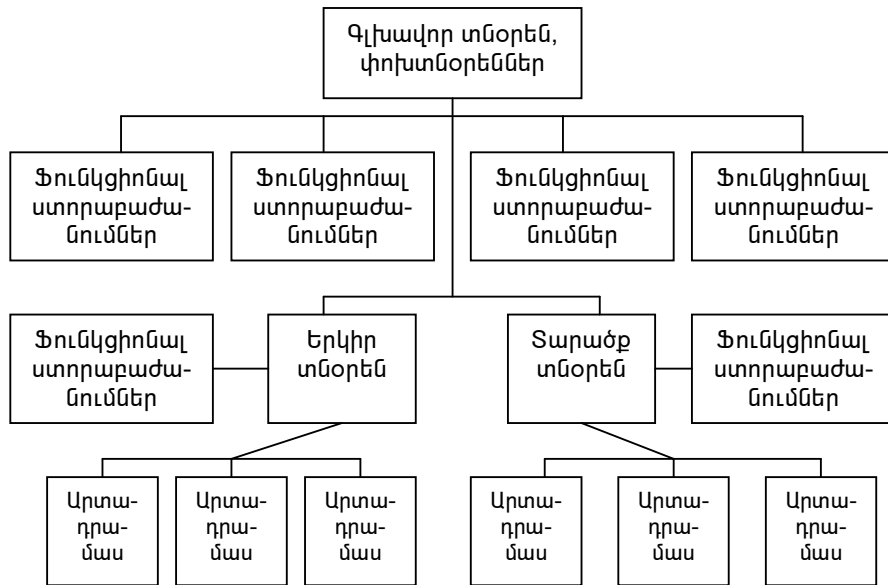 Գլխավոր տնօրեն,
փոխտնօրեններ
Ֆունկցիոնալ
ստորաբաժա-
նումներ
Ֆունկցիոնալ
ստորաբաժա-
նումներ
Ֆունկցիոնալ
ստորաբաժա-
նումներ
Ֆունկցիոնալ
ստորաբաժա-
նումներ
Ֆունկցիոնալ
ստորաբաժա-
նումներ
Երկիր
տնօրեն
Տարածք
տնօրեն
Ֆունկցիոնալ
ստորաբաժա-
նումներ
Արտա-
դրա-
մաս
Արտա-
դրա-
մաս
Արտա-
դրա-
մաս
Արտա-
դրա-
մաս
Արտա-
դրա-
մաս
Արտա-
դրա-
մաս